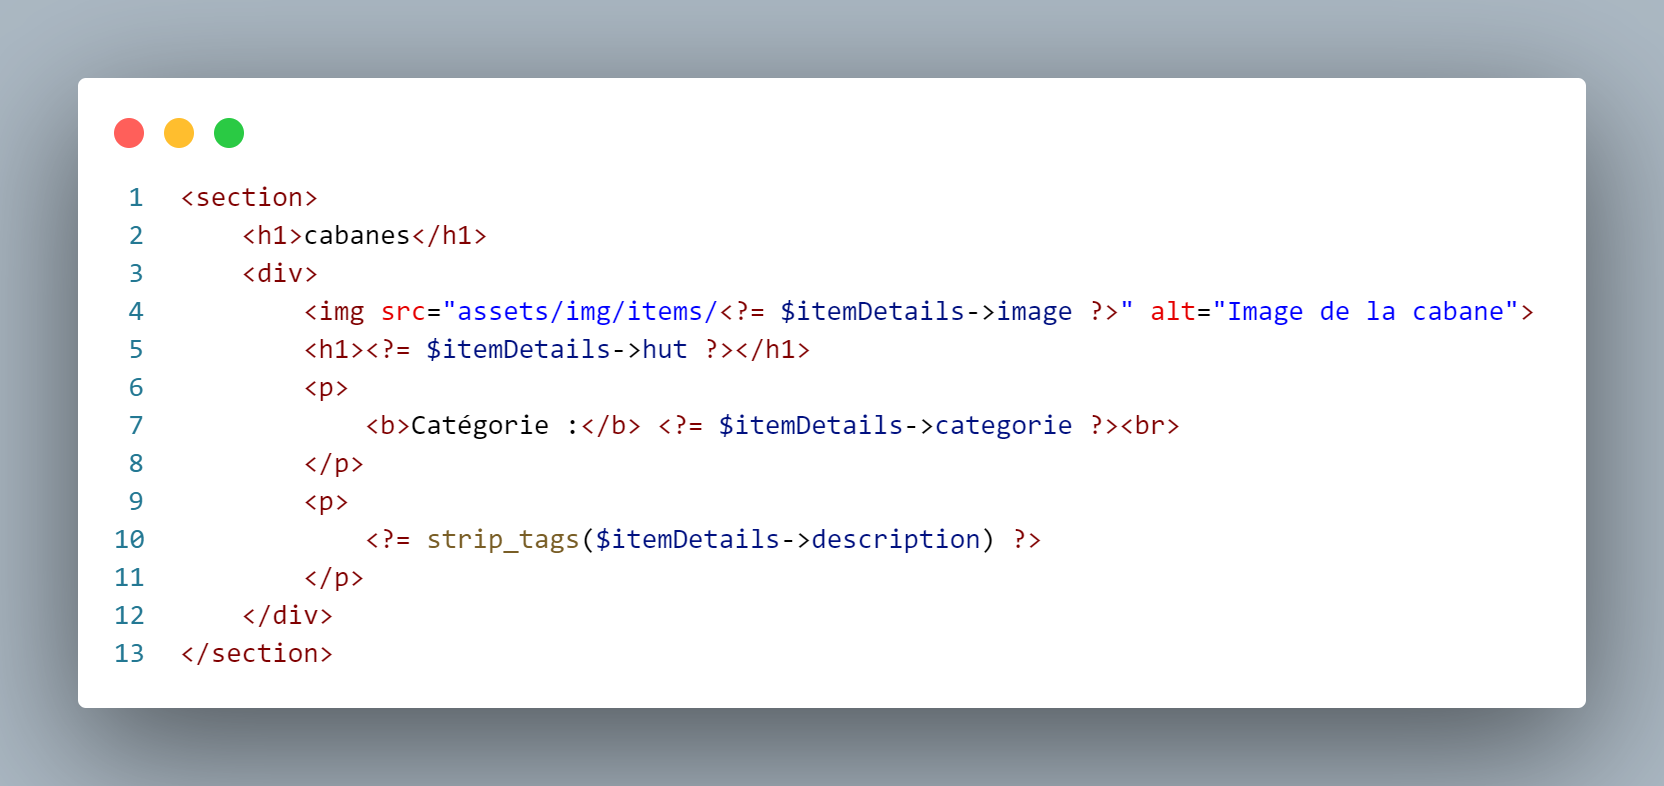 1 <section>
2     <h1>cabanes</h1>
3     <div>
4         <img src="assets/img/items/<?= $itemDetails->image ?>" alt="Image de la cabane">
5         <h1><?= $itemDetails->hut ?></h1>
6         <p>
7             <b>Catégorie :</b> <?= $itemDetails->categorie ?><br>
8         </p>
9         <p>
10             <?= strip_tags($itemDetails->description) ?>
11         </p>
12     </div>
13 </section>